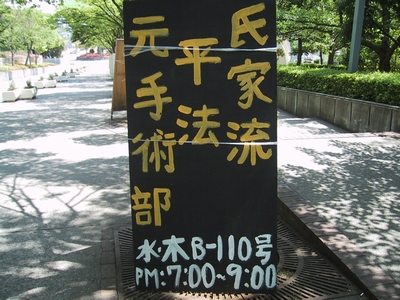 氏家流
平法
元手術部
水木B-110号
PM:7:00~9:00